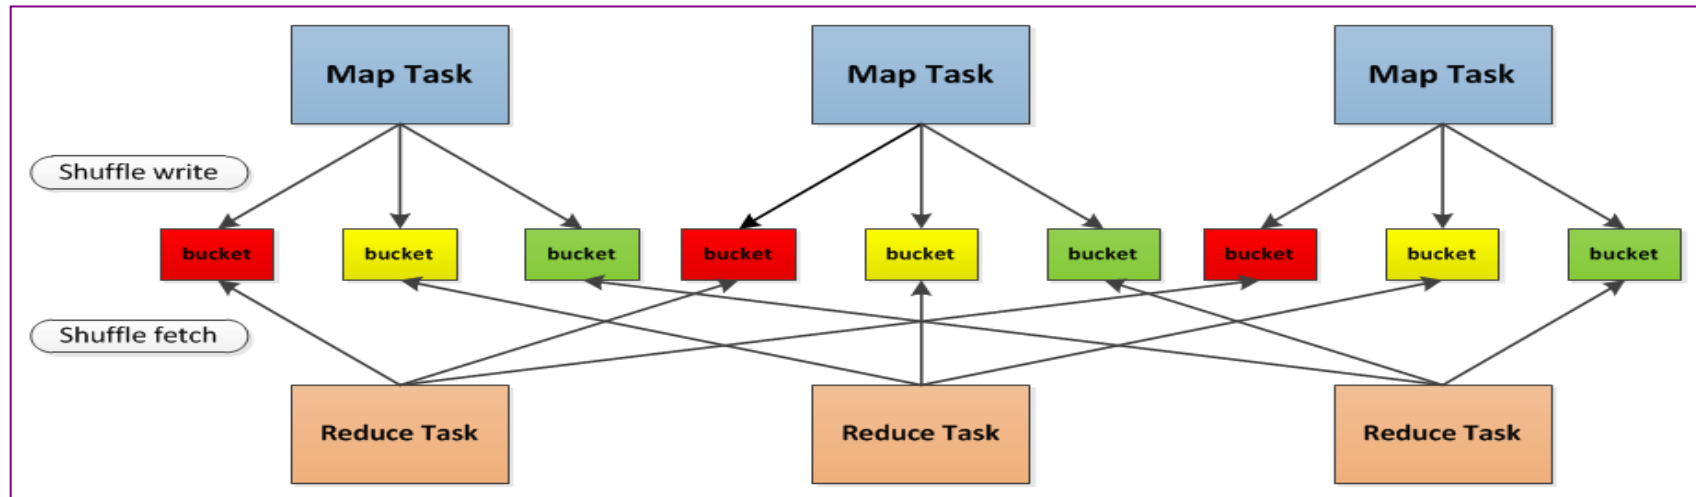 Map Task
Map Task
Map Task
Shuffle write
bucket
bucket
bucket
bucket
bucket
bucket
bucket
bucket
bucket
Shuffle fetch
Reduce Task
Reduce Task
Reduce Task